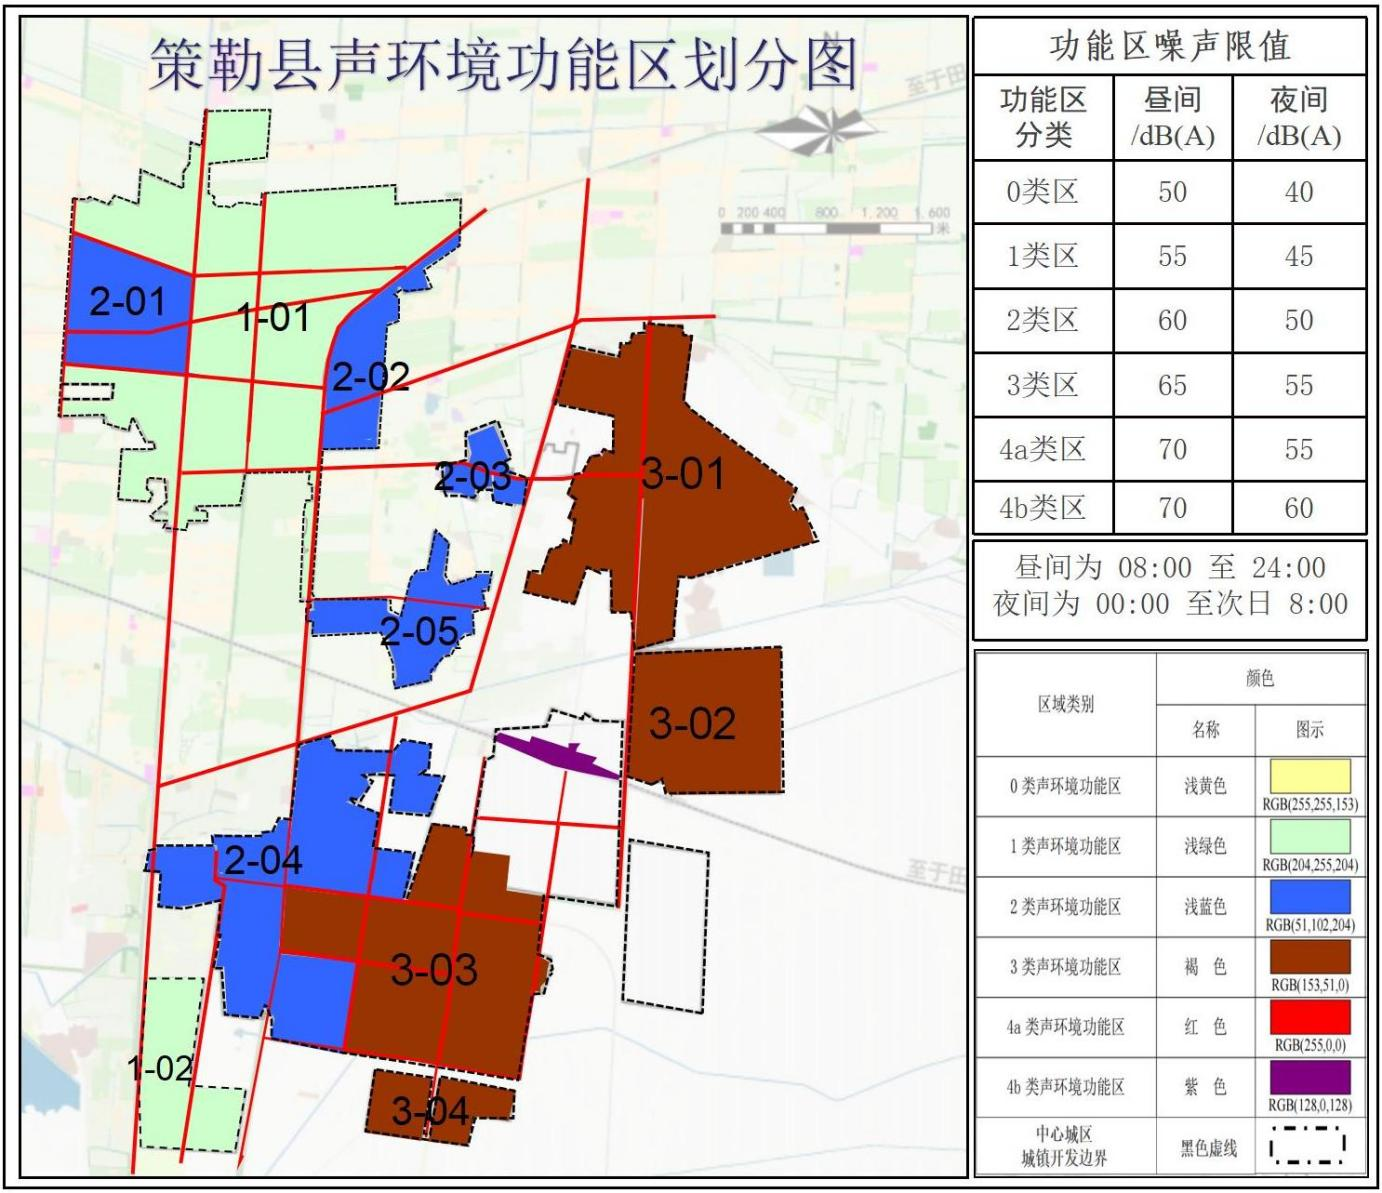 策勒县声环境功能区划分图
至于田
N
0 200 400 800 1,200 1,600
米
2-01
1-01
2-02
2-03
3-01
2-05
3-02
2-04
至于田
3-03
1-02
3-04
功能区噪声限值
功能区分类 昼间/dB(A) 夜间/dB(A)
0类区 50 40
1类区 55 45
2类区 60 50
3类区 65 55
4a类区 70 55
4b类区 70 60
昼间为 08:00 至 24:00
夜间为 00:00 至次日 8:00
区域类别 颜色
名称 图示
0类声环境功能区 浅黄色 RGB(255,255,153)
1类声环境功能区 浅绿色 RGB(204,255,204)
2类声环境功能区 浅蓝色 RGB(51,102,204)
3类声环境功能区 褐 色 RGB(153,51,0)
4a类声环境功能区 红 色 RGB(255,0,0)
4b类声环境功能区 紫 色 RGB(128,0,128)
中心城区
城镇开发边界 黑色虚线